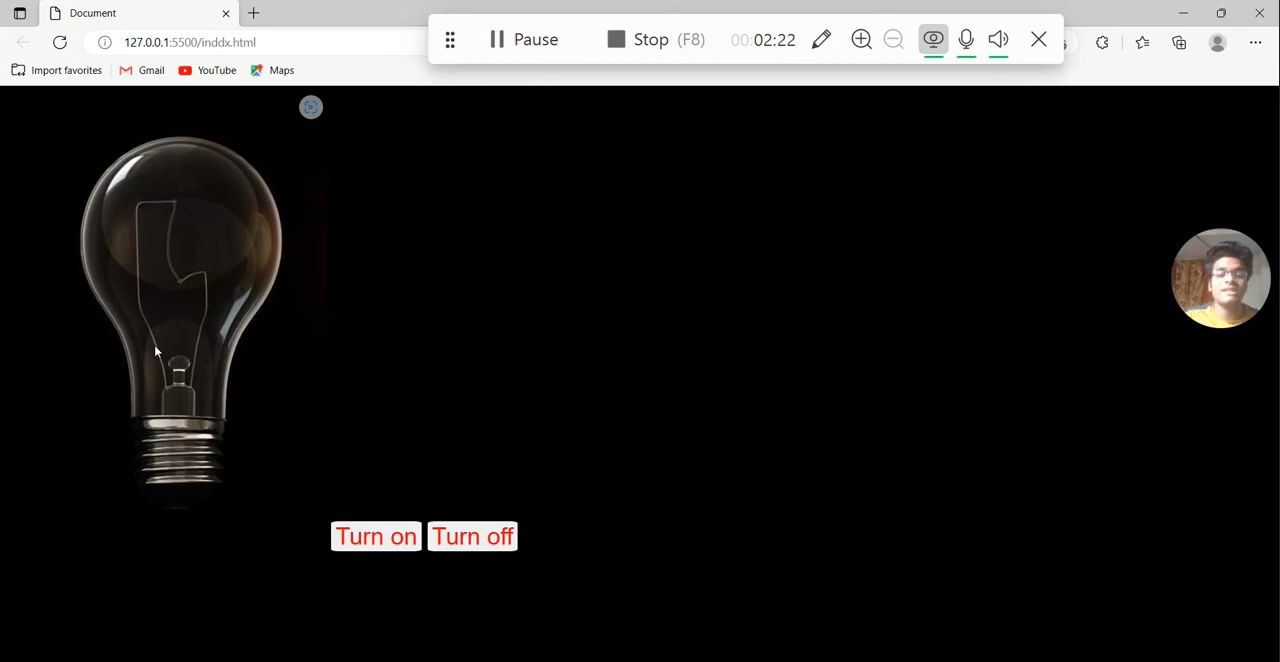 Document
Pause
Stop (F8)
00:02:22
127.0.0.1:5500/inddx.html
Import favorites
Gmail
YouTube
Maps
Turn on
Turn off